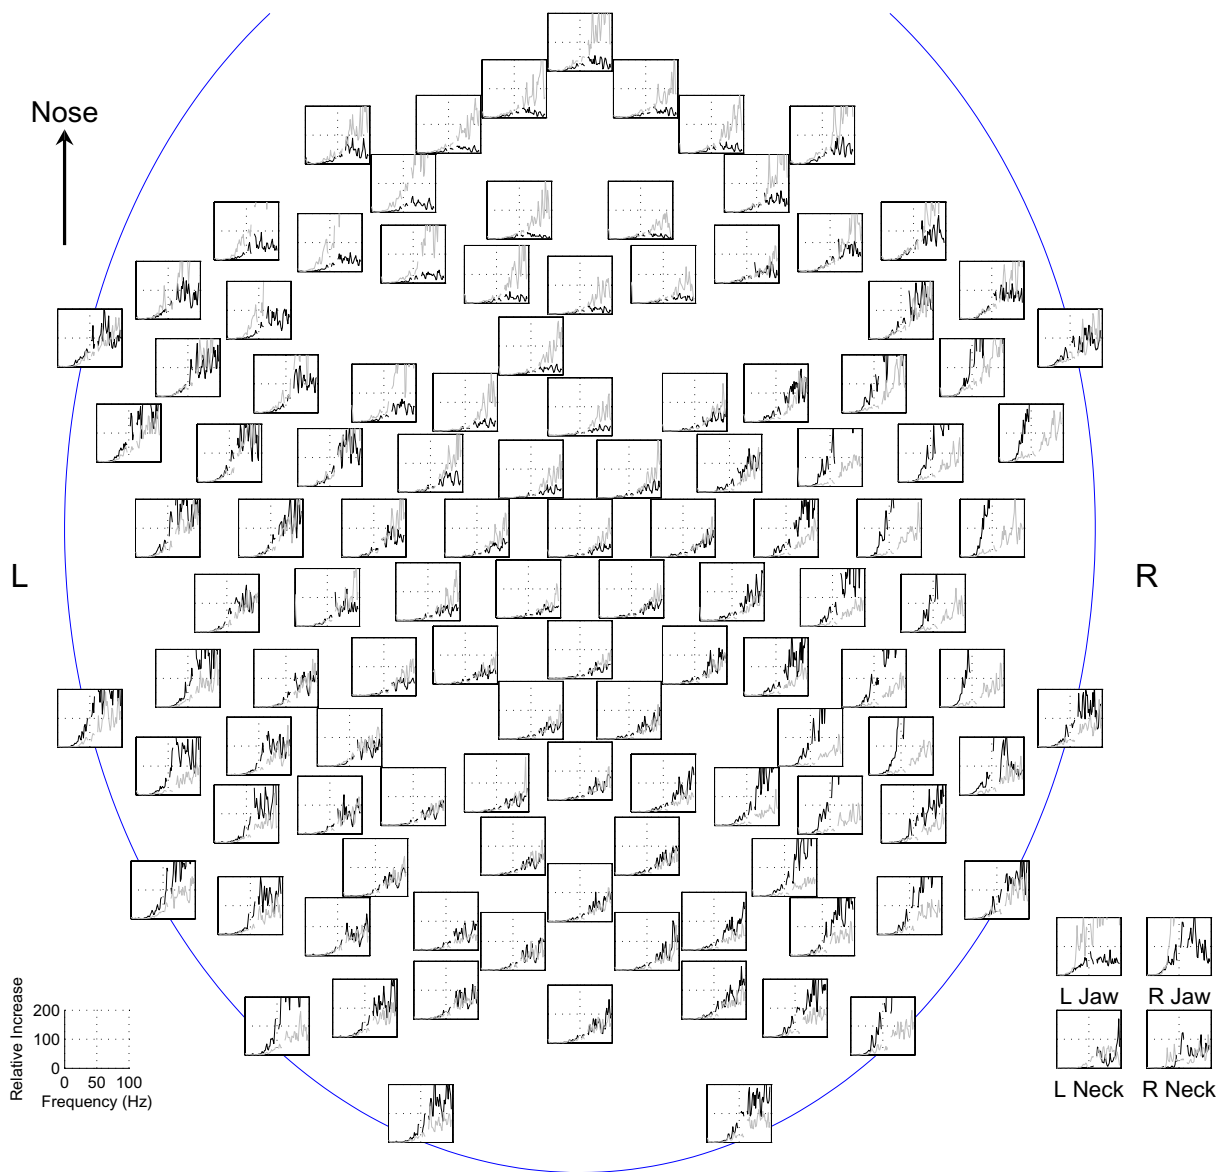 Nose
L
R
L Jaw
R Jaw
L Neck
R Neck
Relative Increase
200
100
0
0
50
100
Frequency (Hz)